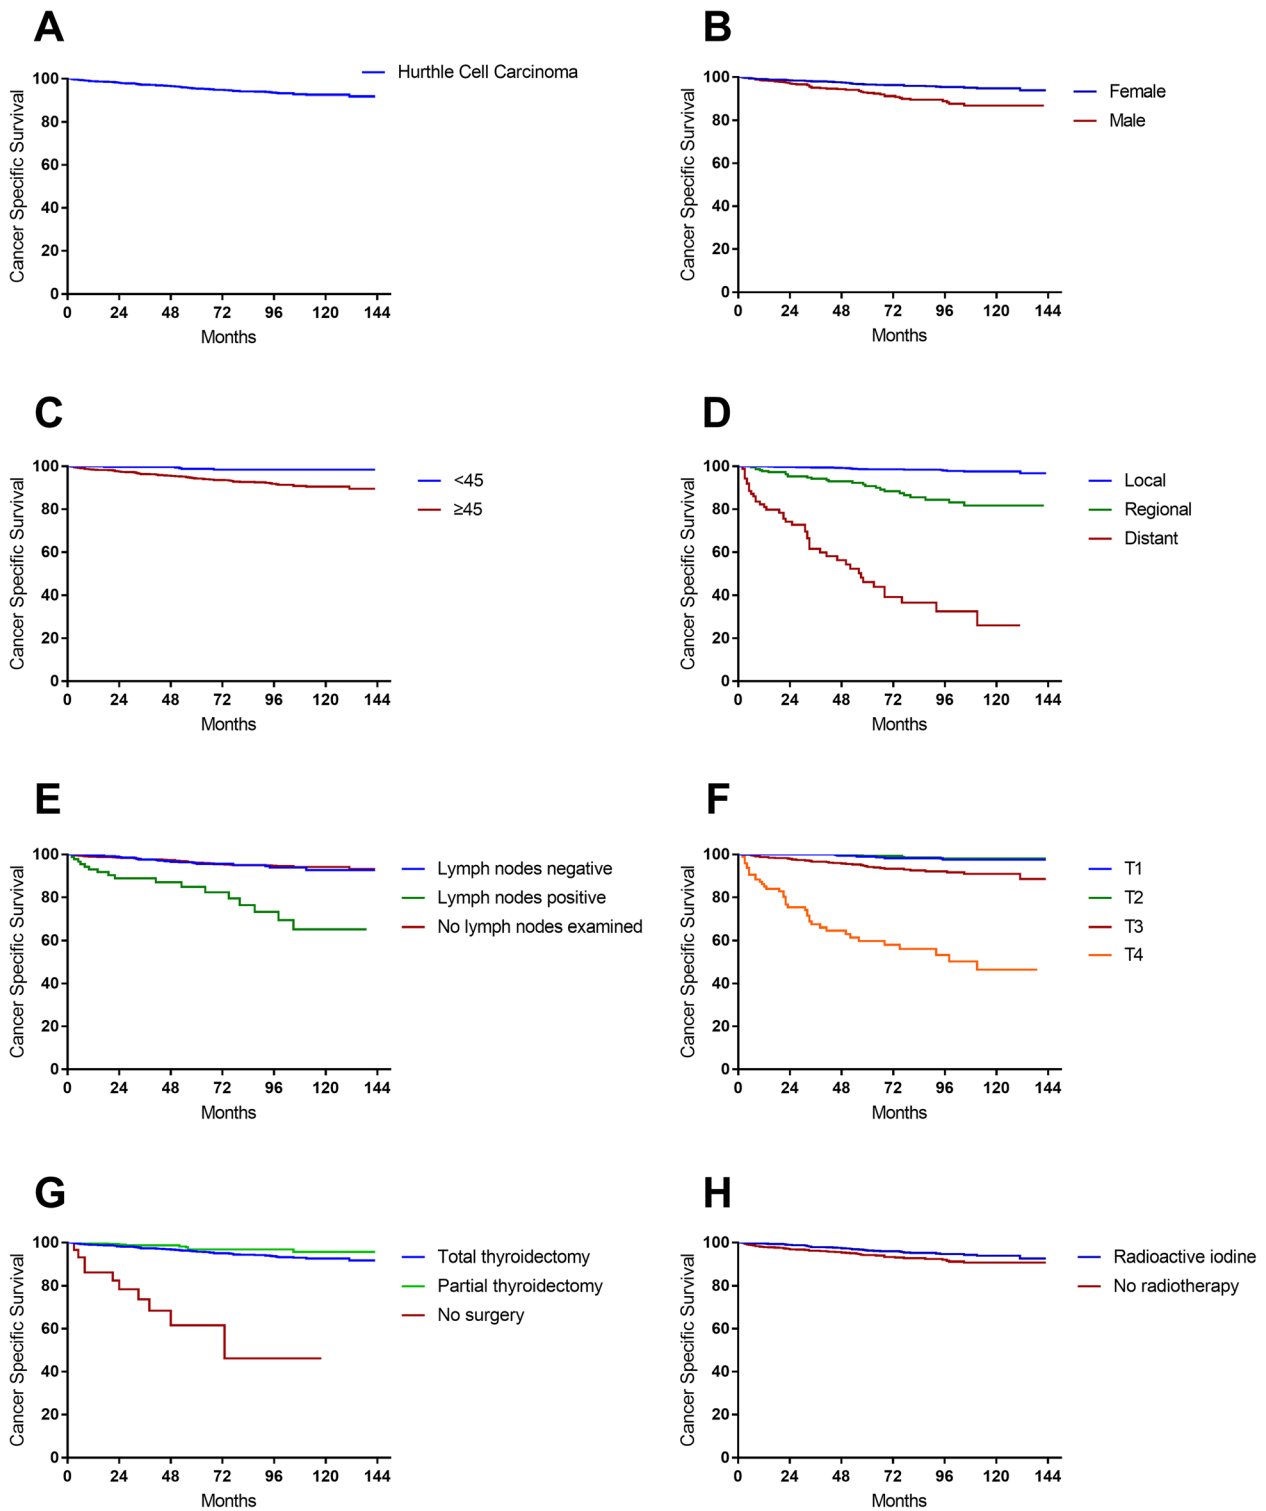 A
Cancer Specific Survival
100
80
60
40
20
0
0 24 48 72 96 120 144
Months
Hurthle Cell Carcinoma
B
Cancer Specific Survival
100
80
60
40
20
0
0 24 48 72 96 120 144
Months
Female
Male
C
Cancer Specific Survival
100
80
60
40
20
0
0 24 48 72 96 120 144
Months
<45
≥45
D
Cancer Specific Survival
100
80
60
40
20
0
0 24 48 72 96 120 144
Months
Local
Regional
Distant
E
Cancer Specific Survival
100
80
60
40
20
0
0 24 48 72 96 120 144
Months
Lymph nodes negative
Lymph nodes positive
No lymph nodes examined
F
Cancer Specific Survival
100
80
60
40
20
0
0 24 48 72 96 120 144
Months
T1
T2
T3
T4
G
Cancer Specific Survival
100
80
60
40
20
0
0 24 48 72 96 120 144
Months
Total thyroidectomy
Partial thyroidectomy
No surgery
H
Cancer Specific Survival
100
80
60
40
20
0
0 24 48 72 96 120 144
Months
Radioactive iodine
No radiotherapy